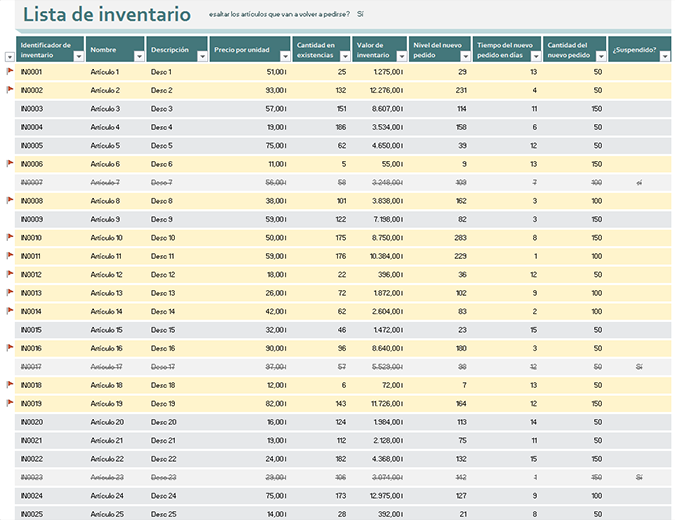 Lista de inventario esaltar los artículos que van a volver a pedirse? Sí
Identificador de inventario Nombre Descripción Precio por unidad Cantidad en existencias Valor de inventario Nivel del nuevo pedido Tiempo del nuevo pedido en días Cantidad del nuevo pedido ¿Suspendido?
IN0001 Artículo 1 Desc 1 51,00 25 1.275,00 29 13 50
IN0002 Artículo 2 Desc 2 93,00 132 12.276,00 231 4 50
IN0003 Artículo 3 Desc 3 57,00 151 8.607,00 114 11 150
IN0004 Artículo 4 Desc 4 19,00 186 3.534,00 158 6 50
IN0005 Artículo 5 Desc 5 75,00 62 4.650,00 39 12 50
IN0006 Artículo 6 Desc 6 11,00 5 55,00 9 13 150
IN0007 Artículo 7 Desc 7 56,00 58 3.248,00 109 7 100 sí
IN0008 Artículo 8 Desc 8 38,00 101 3.838,00 162 3 100
IN0009 Artículo 9 Desc 9 59,00 122 7.198,00 82 3 150
IN0010 Artículo 10 Desc 10 50,00 175 8.750,00 283 8 150
IN0011 Artículo 11 Desc 11 59,00 176 10.384,00 229 1 100
IN0012 Artículo 12 Desc 12 18,00 22 396,00 36 12 50
IN0013 Artículo 13 Desc 13 26,00 72 1.872,00 102 9 100
IN0014 Artículo 14 Desc 14 42,00 62 2.604,00 83 2 100
IN0015 Artículo 15 Desc 15 32,00 46 1.472,00 23 15 50
IN0016 Artículo 16 Desc 16 90,00 96 8.640,00 180 3 50
IN0017 Artículo 17 Desc 17 97,00 57 5.529,00 98 12 50 Sí
IN0018 Artículo 18 Desc 18 12,00 6 72,00 7 13 50
IN0019 Artículo 19 Desc 19 82,00 143 11.726,00 164 12 150
IN0020 Artículo 20 Desc 20 16,00 124 1.984,00 113 14 50
IN0021 Artículo 21 Desc 21 19,00 112 2.128,00 75 11 50
IN0022 Artículo 22 Desc 22 24,00 182 4.368,00 132 15 150
IN0023 Artículo 23 Desc 23 29,00 106 3.074,00 142 1 150 Sí
IN0024 Artículo 24 Desc 24 75,00 173 12.975,00 127 9 100
IN0025 Artículo 25 Desc 25 14,00 28 392,00 21 8 50